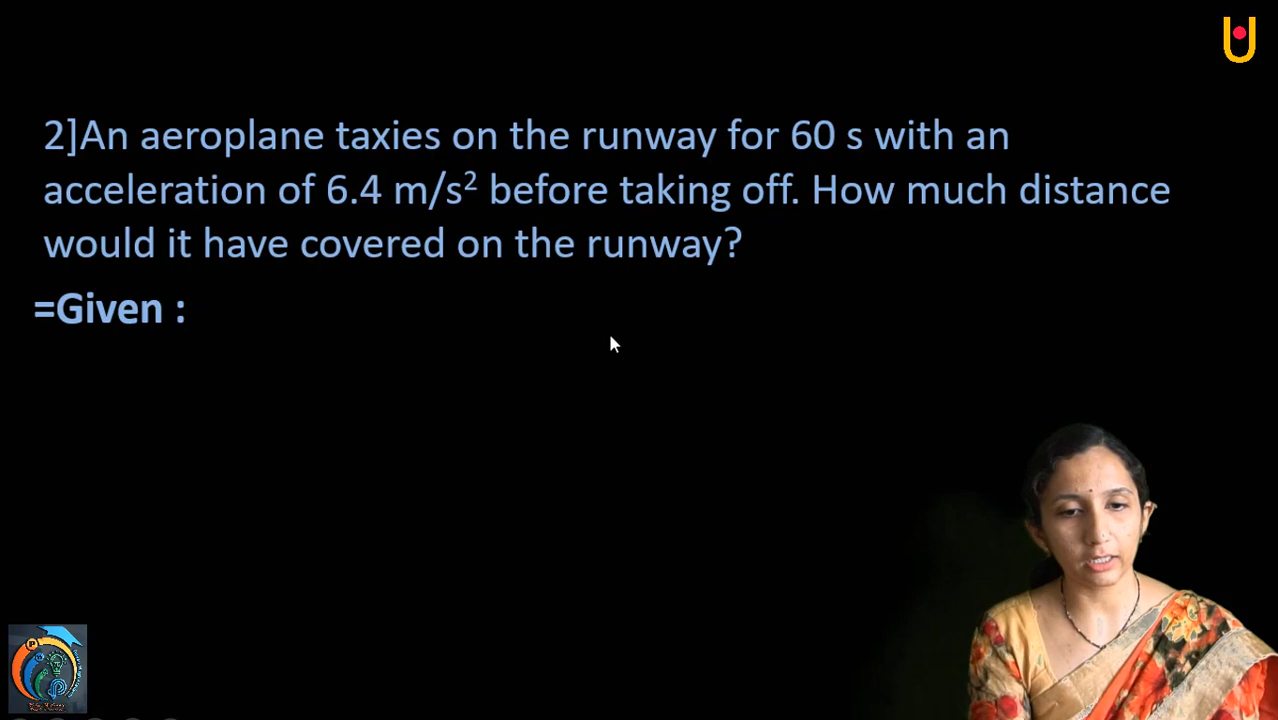 2]An aeroplane taxies on the runway for 60 s with an
acceleration of 6.4 m/s² before taking off. How much distance
would it have covered on the runway?
=Given :